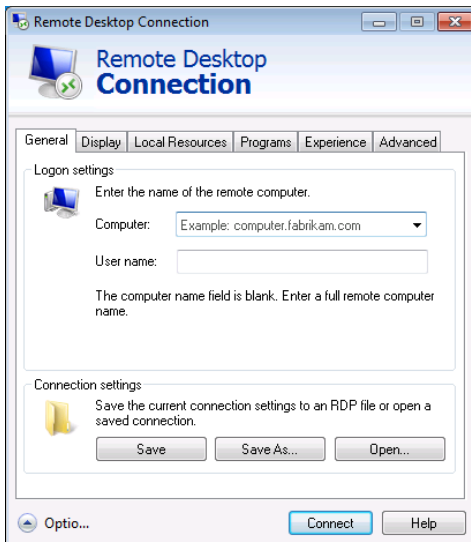 Remote Desktop Connection
Remote Desktop
Connection
General Display Local Resources Programs Experience Advanced
Logon settings
Enter the name of the remote computer.
Computer: Example: computer.fabrikam.com
User name:
The computer name field is blank. Enter a full remote computer
name.
Connection settings
Save the current connection settings to an RDP file or open a
saved connection.
Save Save As... Open...
Optio... Connect Help